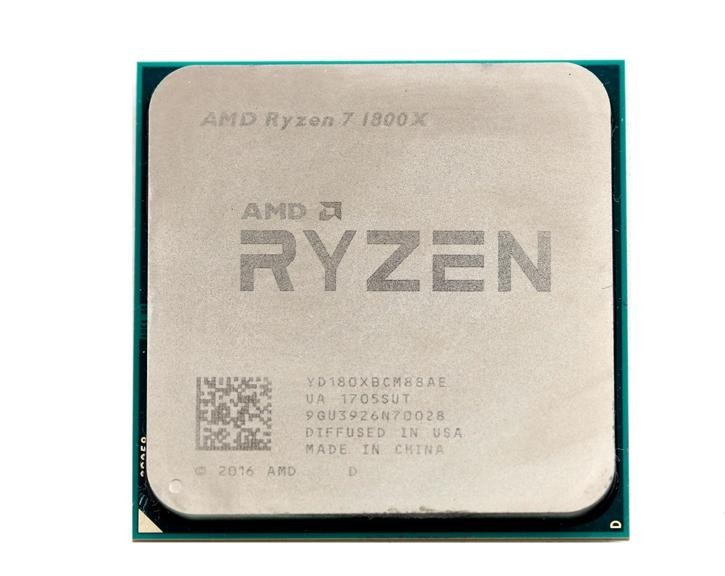 AMD Ryzen 7 1800X
AMD
RYZEN
YD180XBCM88AE
UA 1705SUT
9GU3926N70028
DIFFUSED IN USA
MADE IN CHINA
© 2016 AMD D
D